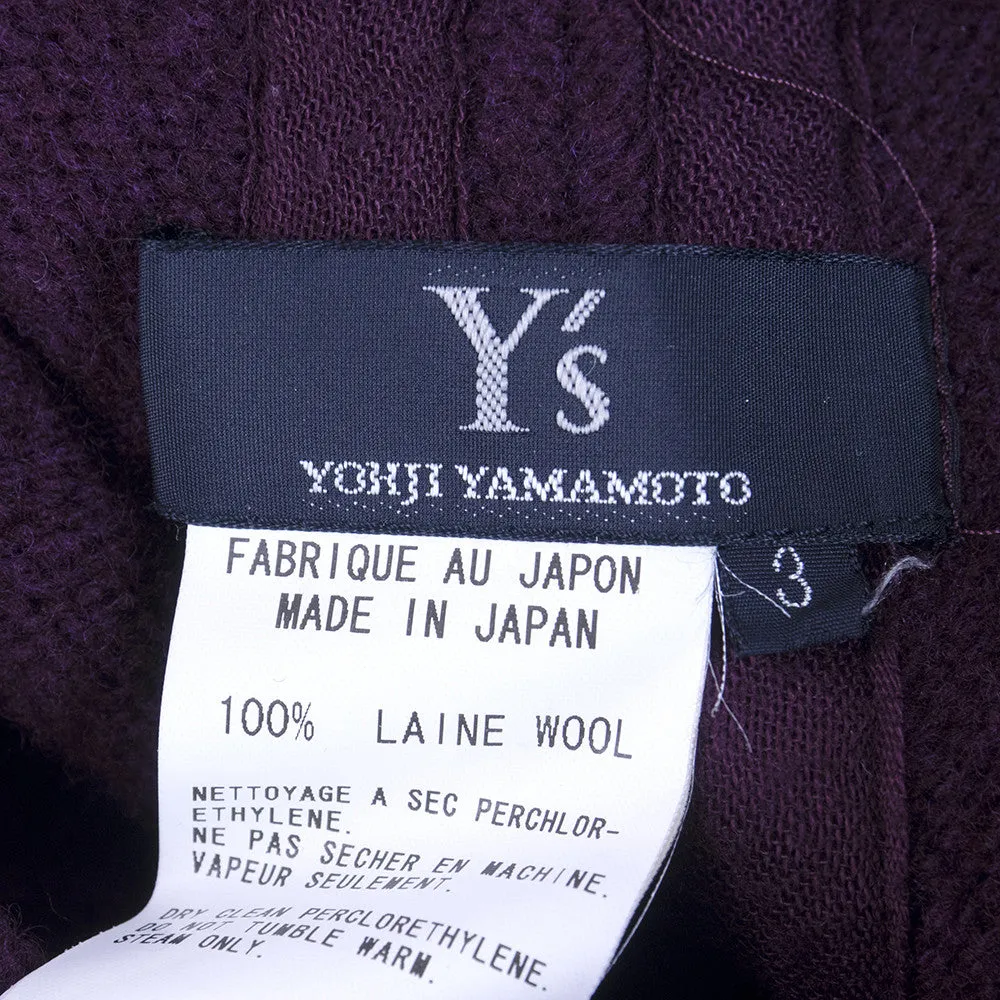 Y's
YOHJI YAMAMOTO
3
FABRIQUE AU JAPON
MADE IN JAPAN
100% LAINE WOOL
NETTOYAGE A SEC PERCHLOR-
ETHYLENE.
NE PAS SECHER EN MACHINE.
VAPEUR SEULEMENT.
DRY CLEAN PERCLORETHYLENE.
DO NOT TUMBLE WARM.
STEAM ONLY.